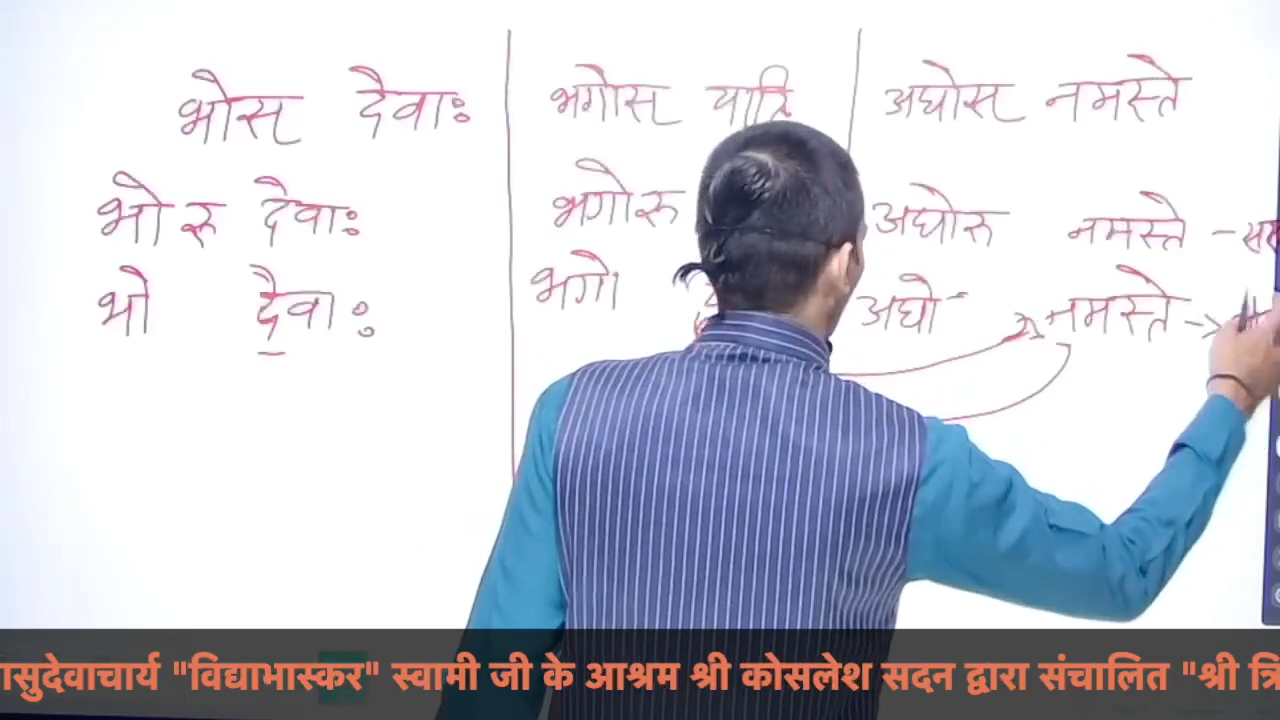 भोस् देवाः भगोस् याहि अघोस् नमस्ते
भो रु देवाः भगोरु अघोरु नमस्ते -
भो देवाः भगो अघो नमस्ते →
ासुदेवाचार्य "विद्याभास्कर" स्वामी जी के आश्रम श्री कोसलेश सदन द्वारा संचालित "श्री त्रि